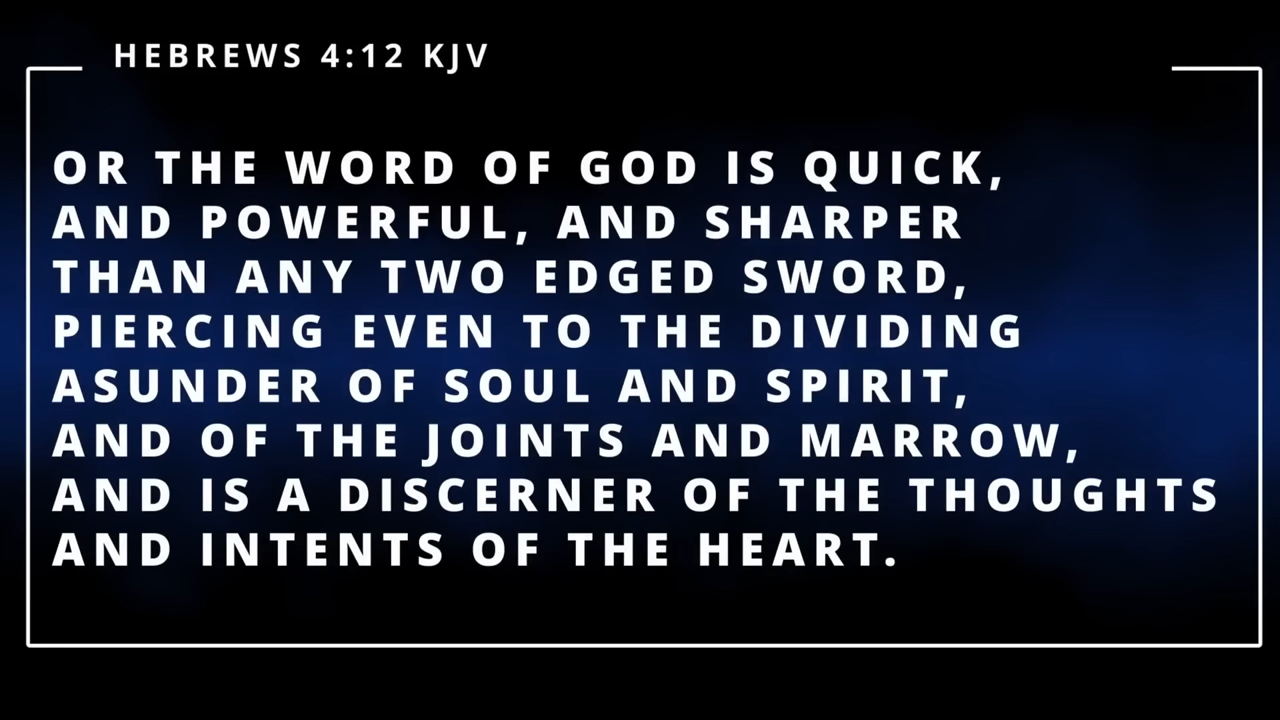 HEBREWS 4:12 KJV
OR THE WORD OF GOD IS QUICK,
AND POWERFUL, AND SHARPER
THAN ANY TWO EDGED SWORD,
PIERCING EVEN TO THE DIVIDING
ASUNDER OF SOUL AND SPIRIT,
AND OF THE JOINTS AND MARROW,
AND IS A DISCERNER OF THE THOUGHTS
AND INTENTS OF THE HEART.